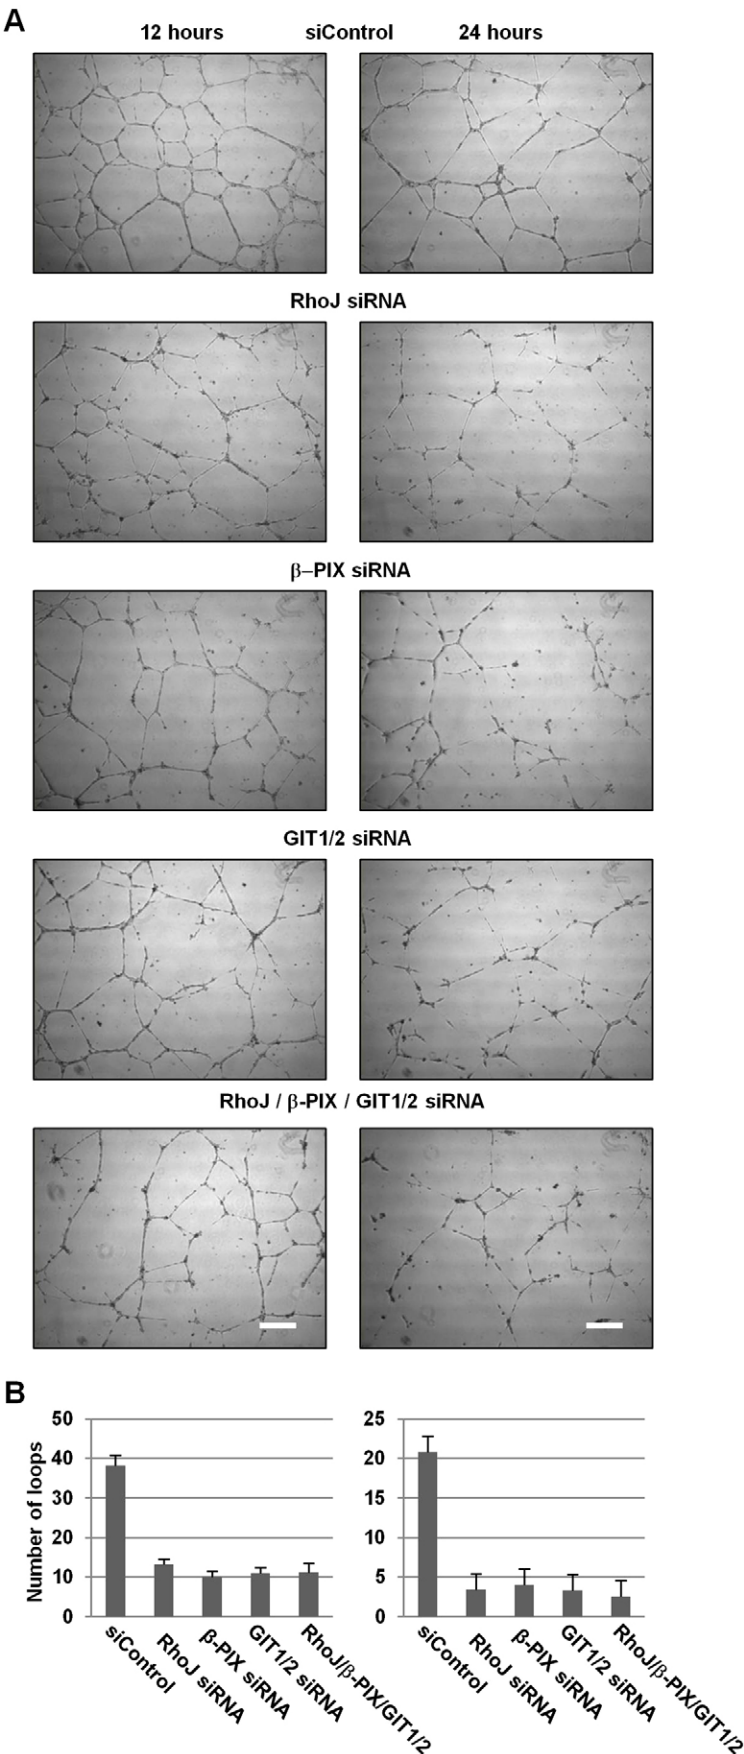 A
12 hours siControl 24 hours
RhoJ siRNA
β–PIX siRNA
GIT1/2 siRNA
RhoJ / β-PIX / GIT1/2 siRNA
B
Number of loops
50
40
30
20
10
0
siControl
RhoJ siRNA
β-PIX siRNA
GIT1/2 siRNA
RhoJ/β-PIX/GIT1/2
25
20
15
10
5
0
siControl
RhoJ siRNA
β-PIX siRNA
GIT1/2 siRNA
RhoJ/β-PIX/GIT1/2